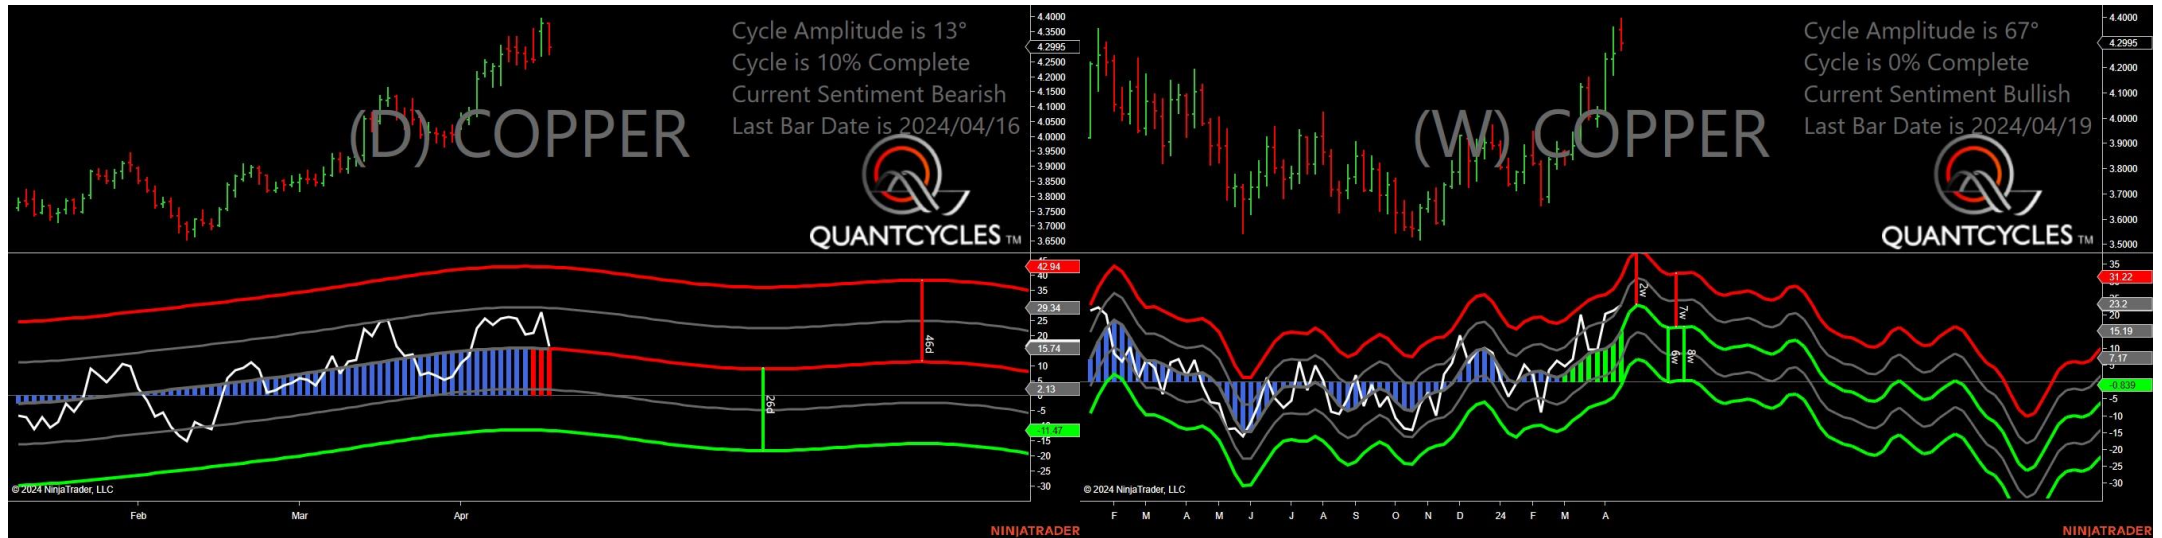 Cycle Amplitude is 13°
Cycle is 10% Complete
Current Sentiment Bearish
Last Bar Date is 2024/04/16
(D) COPPER
QUANTCYCLES TM
4.4000
4.3500
4.2995
4.2500
4.2000
4.1500
4.1000
4.0500
4.0000
3.9500
3.9000
3.8500
3.8000
3.7500
3.7000
3.6500
42.94
40
35
29.34
25
20
15.74
10
5
2.13
0
-5
-11.47
-15
-20
-25
-30
46d
26d
© 2024 NinjaTrader, LLC
Feb
Mar
Apr
NINJATRADER
Cycle Amplitude is 67°
Cycle is 0% Complete
Current Sentiment Bullish
Last Bar Date is 2024/04/19
(W) COPPER
QUANTCYCLES TM
4.4000
4.2995
4.2000
4.1000
4.0000
3.9000
3.8000
3.7000
3.6000
3.5000
35
31.22
23.2
20
15.19
10
7.17
-0.839
-5
-10
-15
-20
-25
-30
2w
7w
6w
8w
© 2024 NinjaTrader, LLC
F
M
A
M
J
J
A
S
O
N
D
24
F
M
A
NINJATRADER